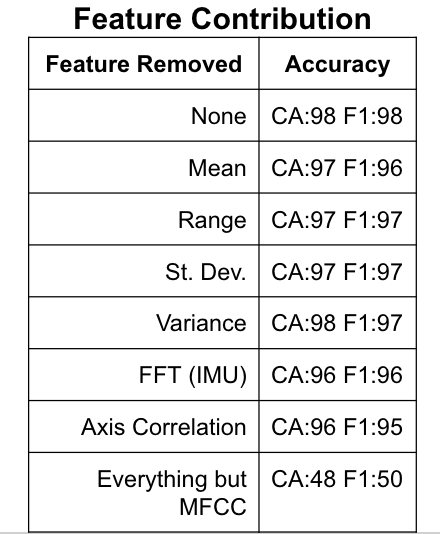 Feature Contribution
Feature Removed Accuracy
None CA:98 F1:98
Mean CA:97 F1:96
Range CA:97 F1:97
St. Dev. CA:97 F1:97
Variance CA:98 F1:97
FFT (IMU) CA:96 F1:96
Axis Correlation CA:96 F1:95
Everything but CA:48 F1:50
MFCC